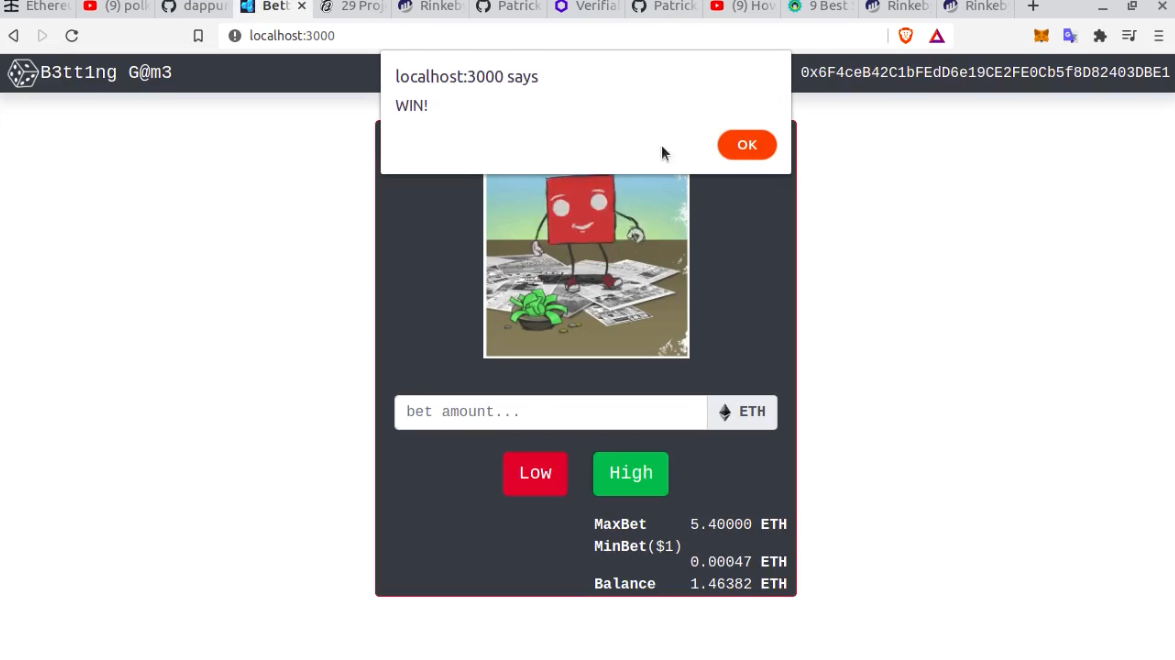 Ethere
(9) polk
dappu
Bett
29 Proj
Rinkeb
Patrick
Verifial
Patrick
(9) Hov
9 Best
Rinkeb
Rinkeb
localhost:3000
B3tt1ng G@m3
0x6F4ceB42C1bFEdD6e19CE2FE0Cb5f8D82403DBE1
localhost:3000 says
WIN!
OK
bet amount...
ETH
Low
High
MaxBet 5.40000 ETH
MinBet($1)
0.00047 ETH
Balance 1.46382 ETH